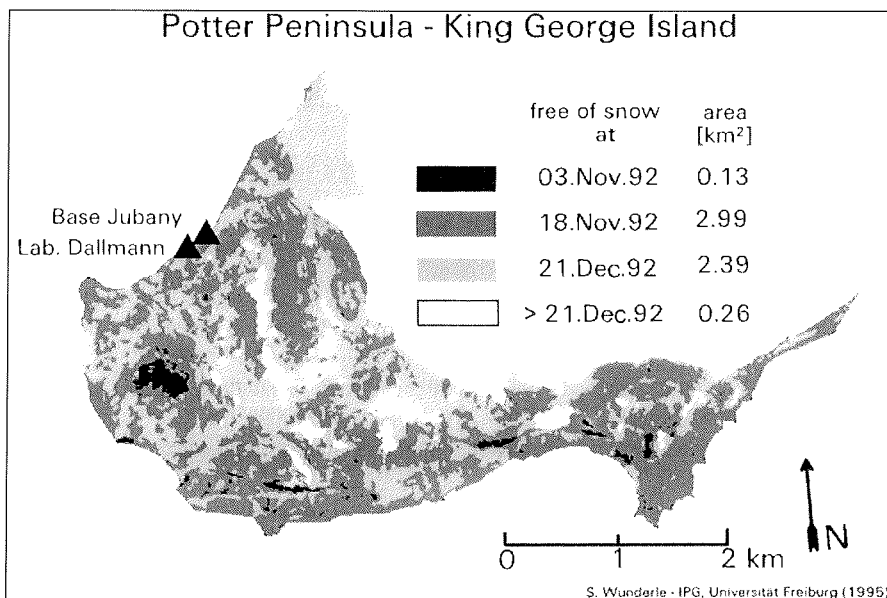 Potter Peninsula - King George Island
free of snow at
area [km²]
03.Nov.92 0.13
18.Nov.92 2.99
21.Dec.92 2.39
> 21.Dec.92 0.26
Base Jubany
Lab. Dallmann
0 1 2 km
N
S. Wunderle - IPG, Universität Freiburg (1995)